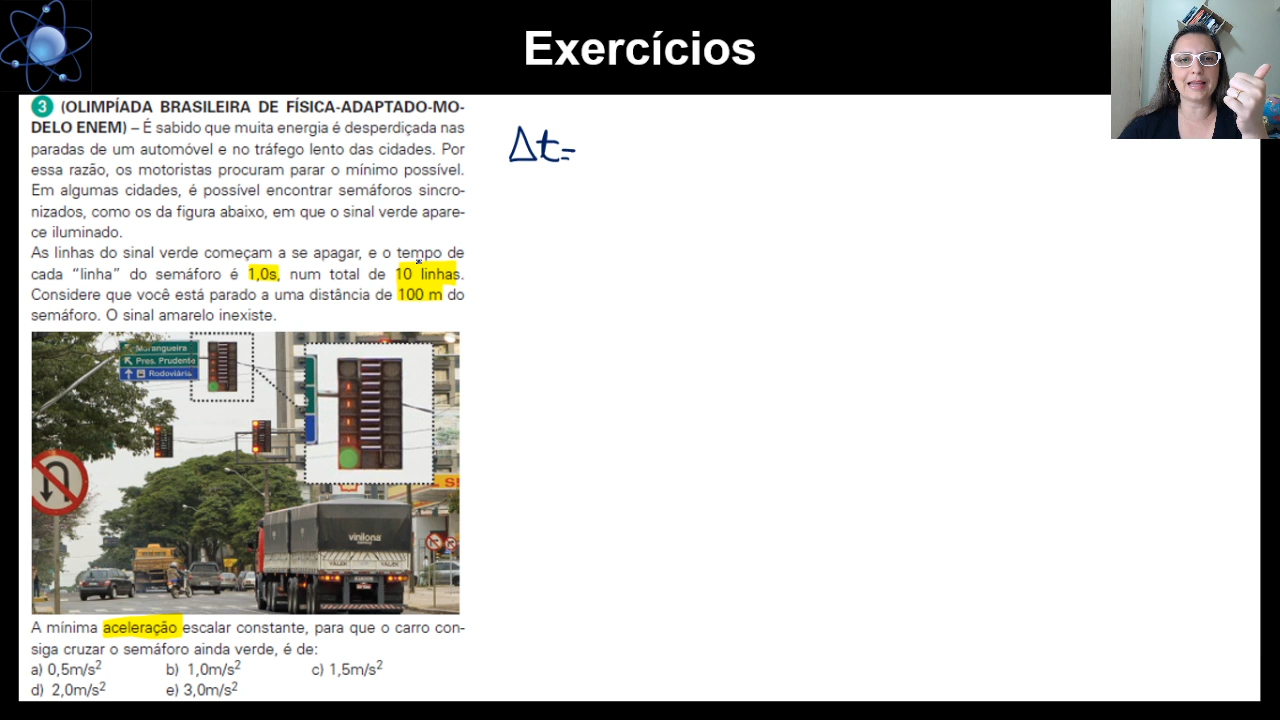 Exercícios
3 (OLIMPÍADA BRASILEIRA DE FÍSICA-ADAPTADO-MO-
DELO ENEM) – É sabido que muita energia é desperdiçada nas
paradas de um automóvel e no tráfego lento das cidades. Por
essa razão, os motoristas procuram parar o mínimo possível.
Em algumas cidades, é possível encontrar semáforos sincro-
nizados, como os da figura abaixo, em que o sinal verde apare-
ce iluminado.
As linhas do sinal verde começam a se apagar, e o tempo de
cada “linha” do semáforo é 1,0s, num total de 10 linhas.
Considere que você está parado a uma distância de 100 m do
semáforo. O sinal amarelo inexiste.
Δt=
Morangueira
Pres. Prudente
Rodoviária
vinilona
A mínima aceleração escalar constante, para que o carro con-
siga cruzar o semáforo ainda verde, é de:
a) 0,5m/s² b) 1,0m/s² c) 1,5m/s²
d) 2,0m/s² e) 3,0m/s²